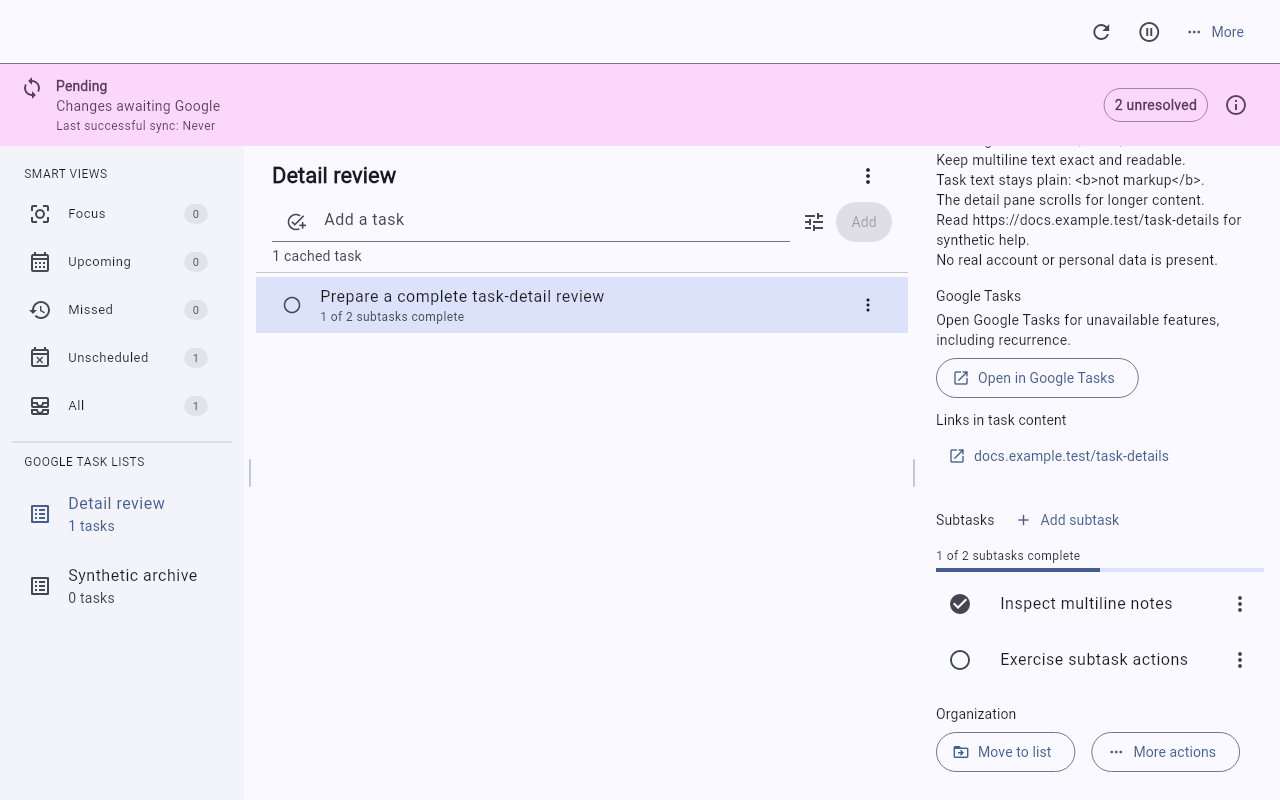 More
Pending
Changes awaiting Google
Last successful sync: Never
2 unresolved
SMART VIEWS
Focus 0
Upcoming 0
Missed 0
Unscheduled 1
All 1
GOOGLE TASK LISTS
Detail review
1 tasks
Synthetic archive
0 tasks
Detail review
Add a task
Add
1 cached task
Prepare a complete task-detail review
1 of 2 subtasks complete
Keep multiline text exact and readable.
Task text stays plain: <b>not markup</b>.
The detail pane scrolls for longer content.
Read https://docs.example.test/task-details for
synthetic help.
No real account or personal data is present.
Google Tasks
Open Google Tasks for unavailable features,
including recurrence.
Open in Google Tasks
Links in task content
docs.example.test/task-details
Subtasks
Add subtask
1 of 2 subtasks complete
Inspect multiline notes
Exercise subtask actions
Organization
Move to list
More actions